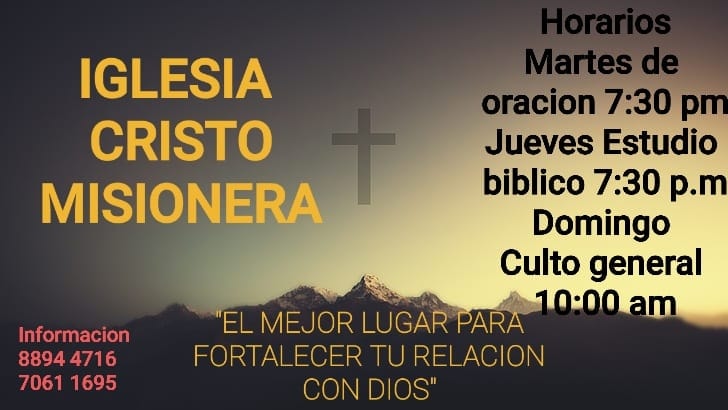 IGLESIA
CRISTO
MISIONERA
Horarios
Martes de
oracion 7:30 pm
Jueves Estudio
biblico 7:30 p.m
Domingo
Culto general
10:00 am
"EL MEJOR LUGAR PARA
FORTALECER TU RELACION
CON DIOS"
Informacion
8894 4716
7061 1695